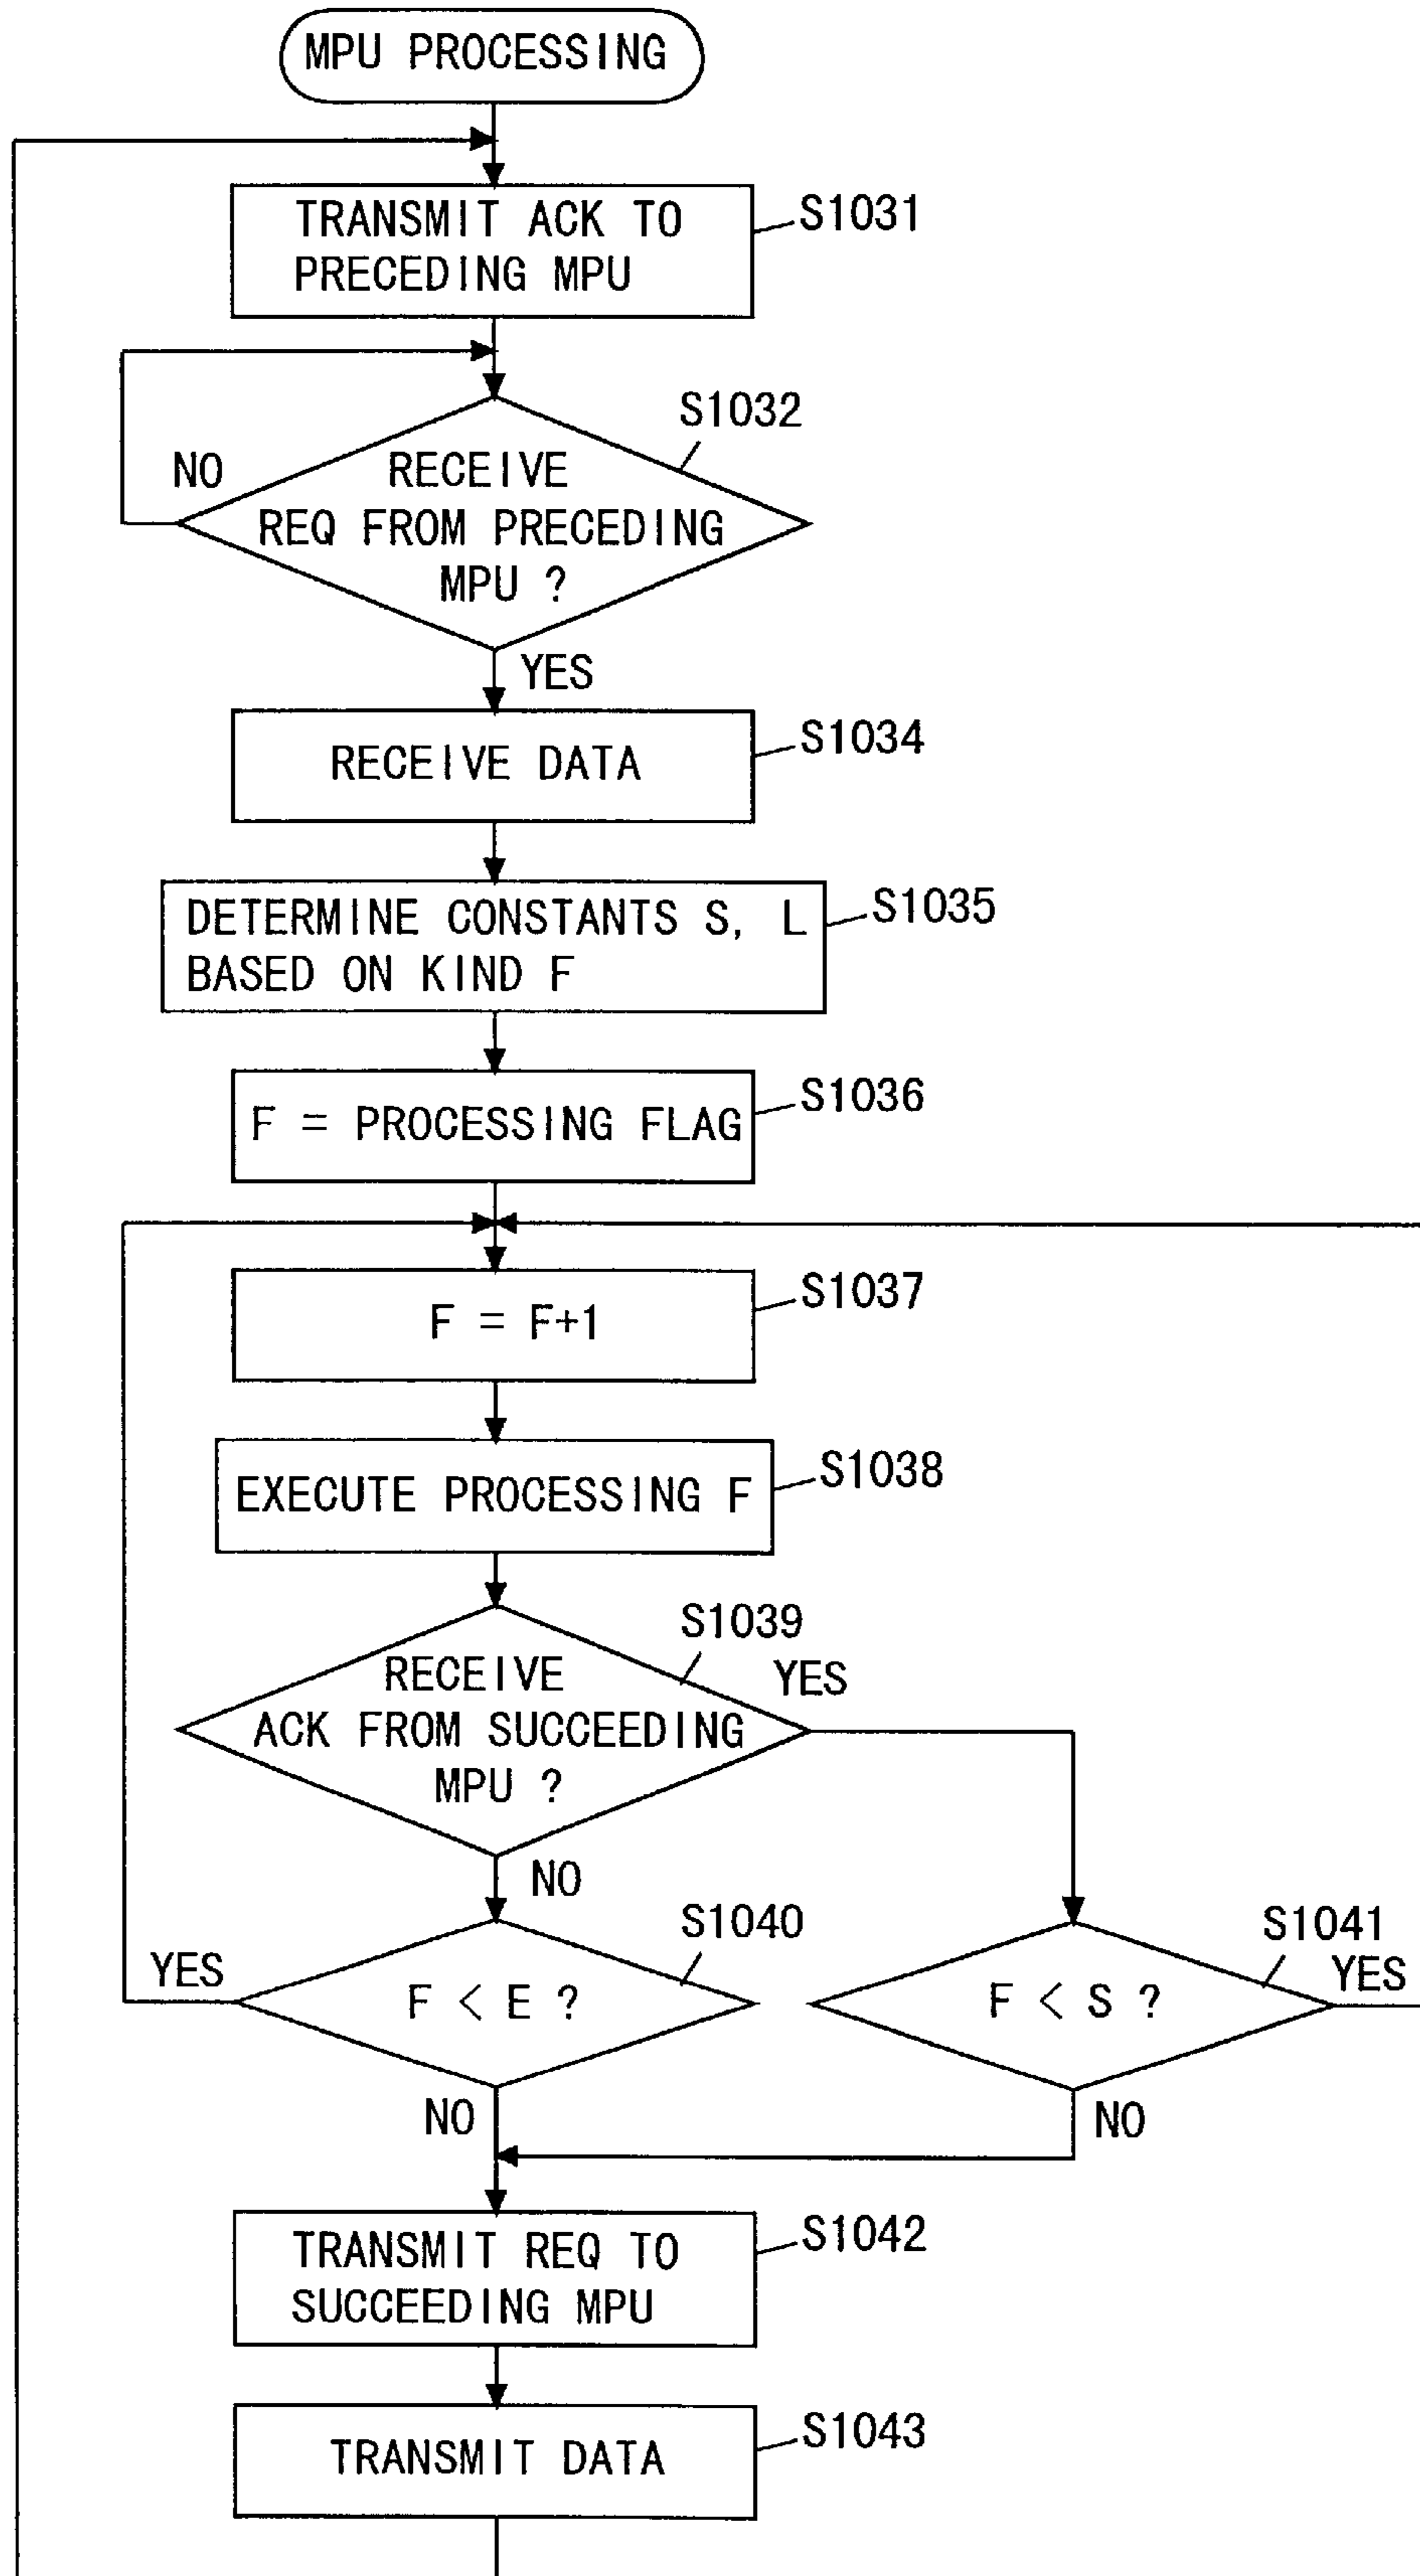 MPU PROCESSING
TRANSMIT ACK TO
PRECEDING MPU
S1031
S1032
NO
RECEIVE
REQ FROM PRECEDING
MPU ?
YES
RECEIVE DATA
S1034
DETERMINE CONSTANTS S, L
BASED ON KIND F
S1035
F = PROCESSING FLAG
S1036
F = F+1
S1037
EXECUTE PROCESSING F
S1038
S1039
RECEIVE
ACK FROM SUCCEEDING
MPU ?
YES
NO
S1040
YES
F < E ?
NO
S1041
F < S ?
YES
NO
TRANSMIT REQ TO
SUCCEEDING MPU
S1042
TRANSMIT DATA
S1043